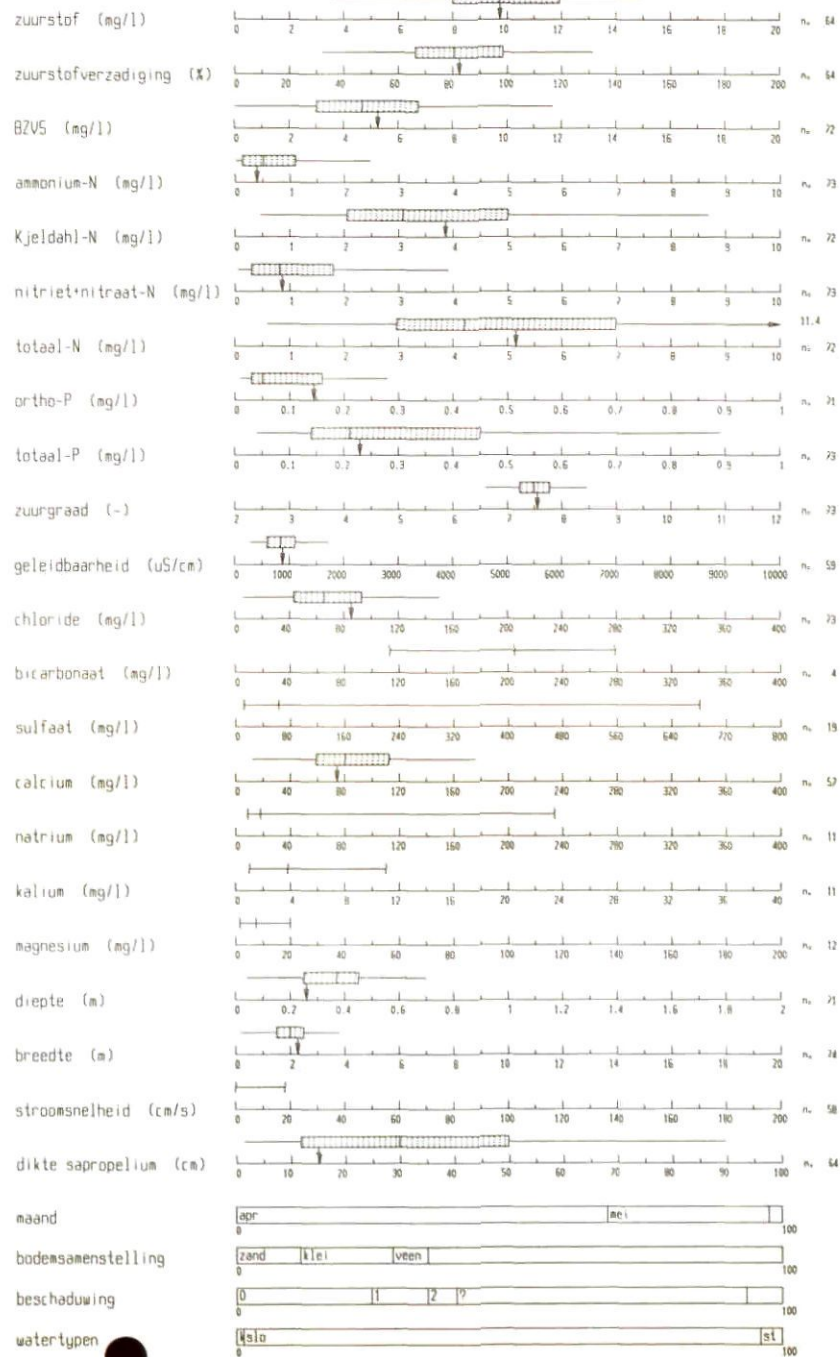 zuurstof (mg/l) 0 2 4 6 8 10 12 14 16 18 20 n= 64
zuurstofverzadiging (%) 0 20 40 60 80 100 120 140 160 180 200 n= 64
BZV5 (mg/l) 0 2 4 6 8 10 12 14 16 18 20 n= 72
ammonium-N (mg/l) 0 1 2 3 4 5 6 7 8 9 10 n= 73
Kjeldahl-N (mg/l) 0 1 2 3 4 5 6 7 8 9 10 n= 72
nitriet+nitraat-N (mg/l) 0 1 2 3 4 5 6 7 8 9 10 n= 73
11.4
totaal-N (mg/l) 0 1 2 3 4 5 6 7 8 9 10 n= 72
ortho-P (mg/l) 0 0.1 0.2 0.3 0.4 0.5 0.6 0.7 0.8 0.9 1 n= 71
totaal-P (mg/l) 0 0.1 0.2 0.3 0.4 0.5 0.6 0.7 0.8 0.9 1 n= 73
zuurgraad (-) 2 3 4 5 6 7 8 9 10 11 12 n= 73
geleidbaarheid (uS/cm) 0 1000 2000 3000 4000 5000 6000 7000 8000 9000 10000 n= 59
chloride (mg/l) 0 40 80 120 160 200 240 280 320 360 400 n= 73
bicarbonaat (mg/l) 0 40 80 120 160 200 240 280 320 360 400 n= 4
sulfaat (mg/l) 0 80 160 240 320 400 480 560 640 720 800 n= 19
calcium (mg/l) 0 40 80 120 160 200 240 280 320 360 400 n= 57
natrium (mg/l) 0 40 80 120 160 200 240 280 320 360 400 n= 11
kalium (mg/l) 0 4 8 12 16 20 24 28 32 36 40 n= 11
magnesium (mg/l) 0 20 40 60 80 100 120 140 160 180 200 n= 12
diepte (m) 0 0.2 0.4 0.6 0.8 1 1.2 1.4 1.6 1.8 2 n= 71
breedte (m) 0 2 4 6 8 10 12 14 16 18 20 n= 74
stroomsnelheid (cm/s) 0 20 40 60 80 100 120 140 160 180 200 n= 58
dikte sapropelium (cm) 0 10 20 30 40 50 60 70 80 90 100 n= 64
maand apr mei
0 100
bodemsamenstelling zand klei veen
0 100
beschaduwing 0 1 2 ?
0 100
watertypen slo st
0 100